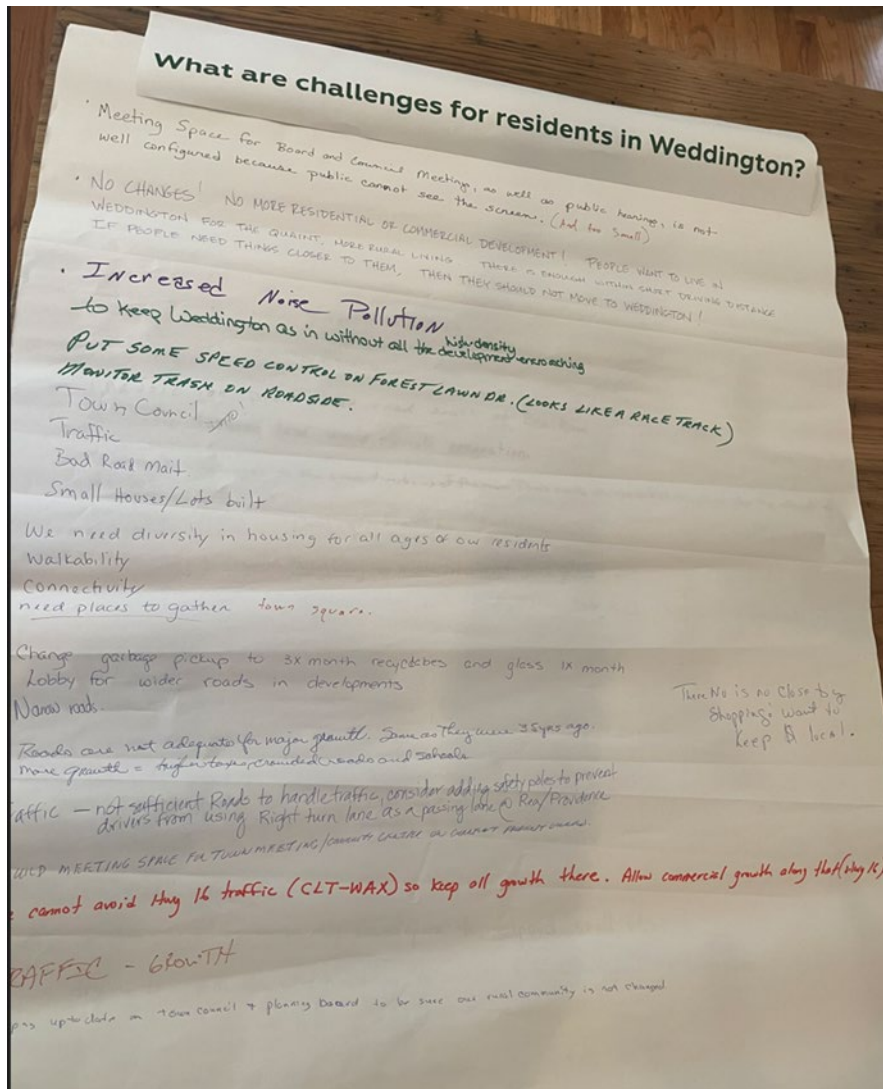 What are challenges for residents in Weddington?
· Meeting Space for Board and Council Meetings, as well as public hearings, is not
well configured because public cannot see the screen. (And too small)
· NO CHANGES! NO MORE RESIDENTIAL OR COMMERCIAL DEVELOPMENT! PEOPLE WANT TO LIVE IN
WEDDINGTON FOR THE QUAINT, MORE RURAL LIVING. THERE IS ENOUGH WITHIN SHORT DRIVING DISTANCE
IF PEOPLE NEED THINGS CLOSER TO THEM, THEN THEY SHOULD NOT MOVE TO WEDDINGTON!
· Increased Noise Pollution
to keep Weddington as in without all the high-density development encroaching
PUT SOME SPEED CONTROL ON FOREST LAWN DR. (LOOKS LIKE A RACE TRACK)
MONITOR TRASH ON ROADSIDE.
Town Council
Traffic
Bad Road Mait.
Small Houses/Lots built
We need diversity in housing for all ages of our residents
Walkability
Connectivity
need places to gather town square.
Change garbage pickup to 3x month recyclebes and glass 1x month
Lobby for wider roads in developments
Narrow roads.
There No is no close by
Shopping: want to
keep it local.
Roads are not adequate for major growth. Same as they were 35yrs ago.
more growth = higher taxes, crowded roads and schools
affic – not sufficient Roads to handle traffic, consider adding safety poles to prevent
drivers from using Right turn lane as a passing lane @ Rea/Providence
MEETING SPACE FOR TOWN MEETING/
cannot avoid Hwy 16 traffic (CLT-WAX) so keep all growth there. Allow commercial growth along that (Hwy 16)
RAFFIC - GROWTH
up to date on town council + planning board to be sure our rural community is not changed